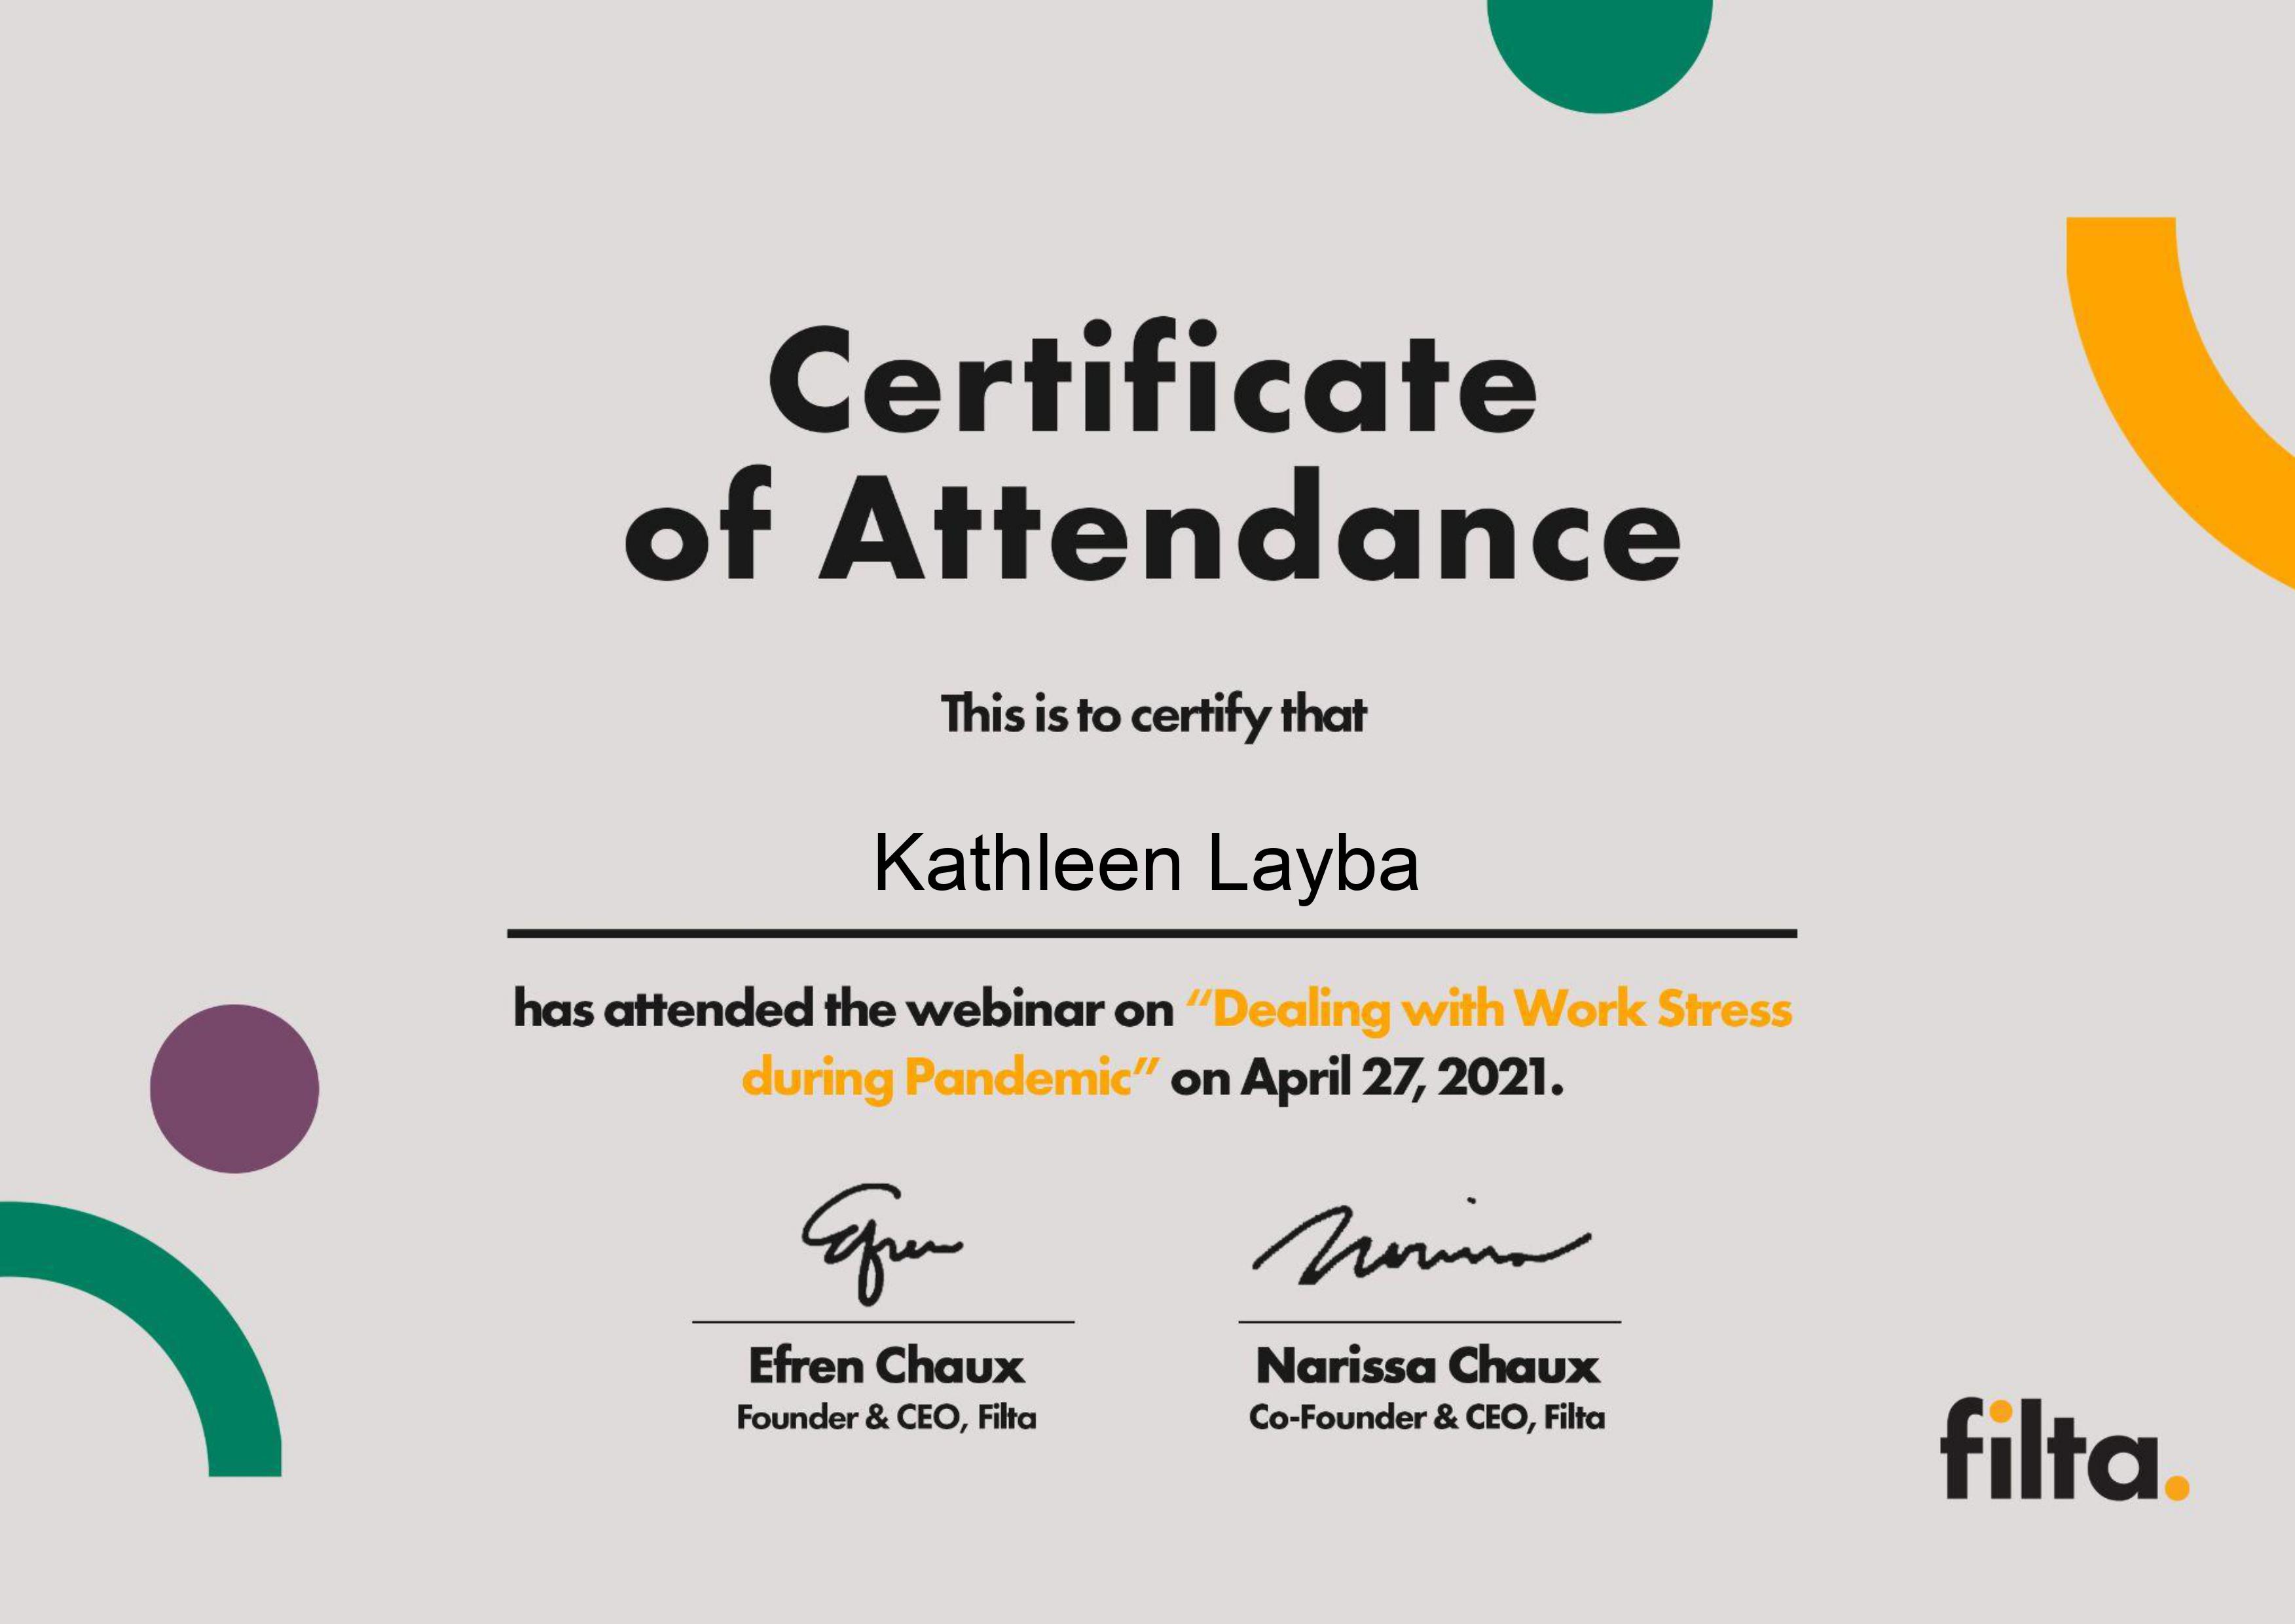 Certificate
of Attendance
This is to certify that
Kathleen Layba
has attended the webinar on “Dealing with Work Stress
during Pandemic” on April 27, 2021.
Efren
Efren Chaux
Founder & CEO, Filta
Narissa Chaux
Co-Founder & CEO, Filta
filta.